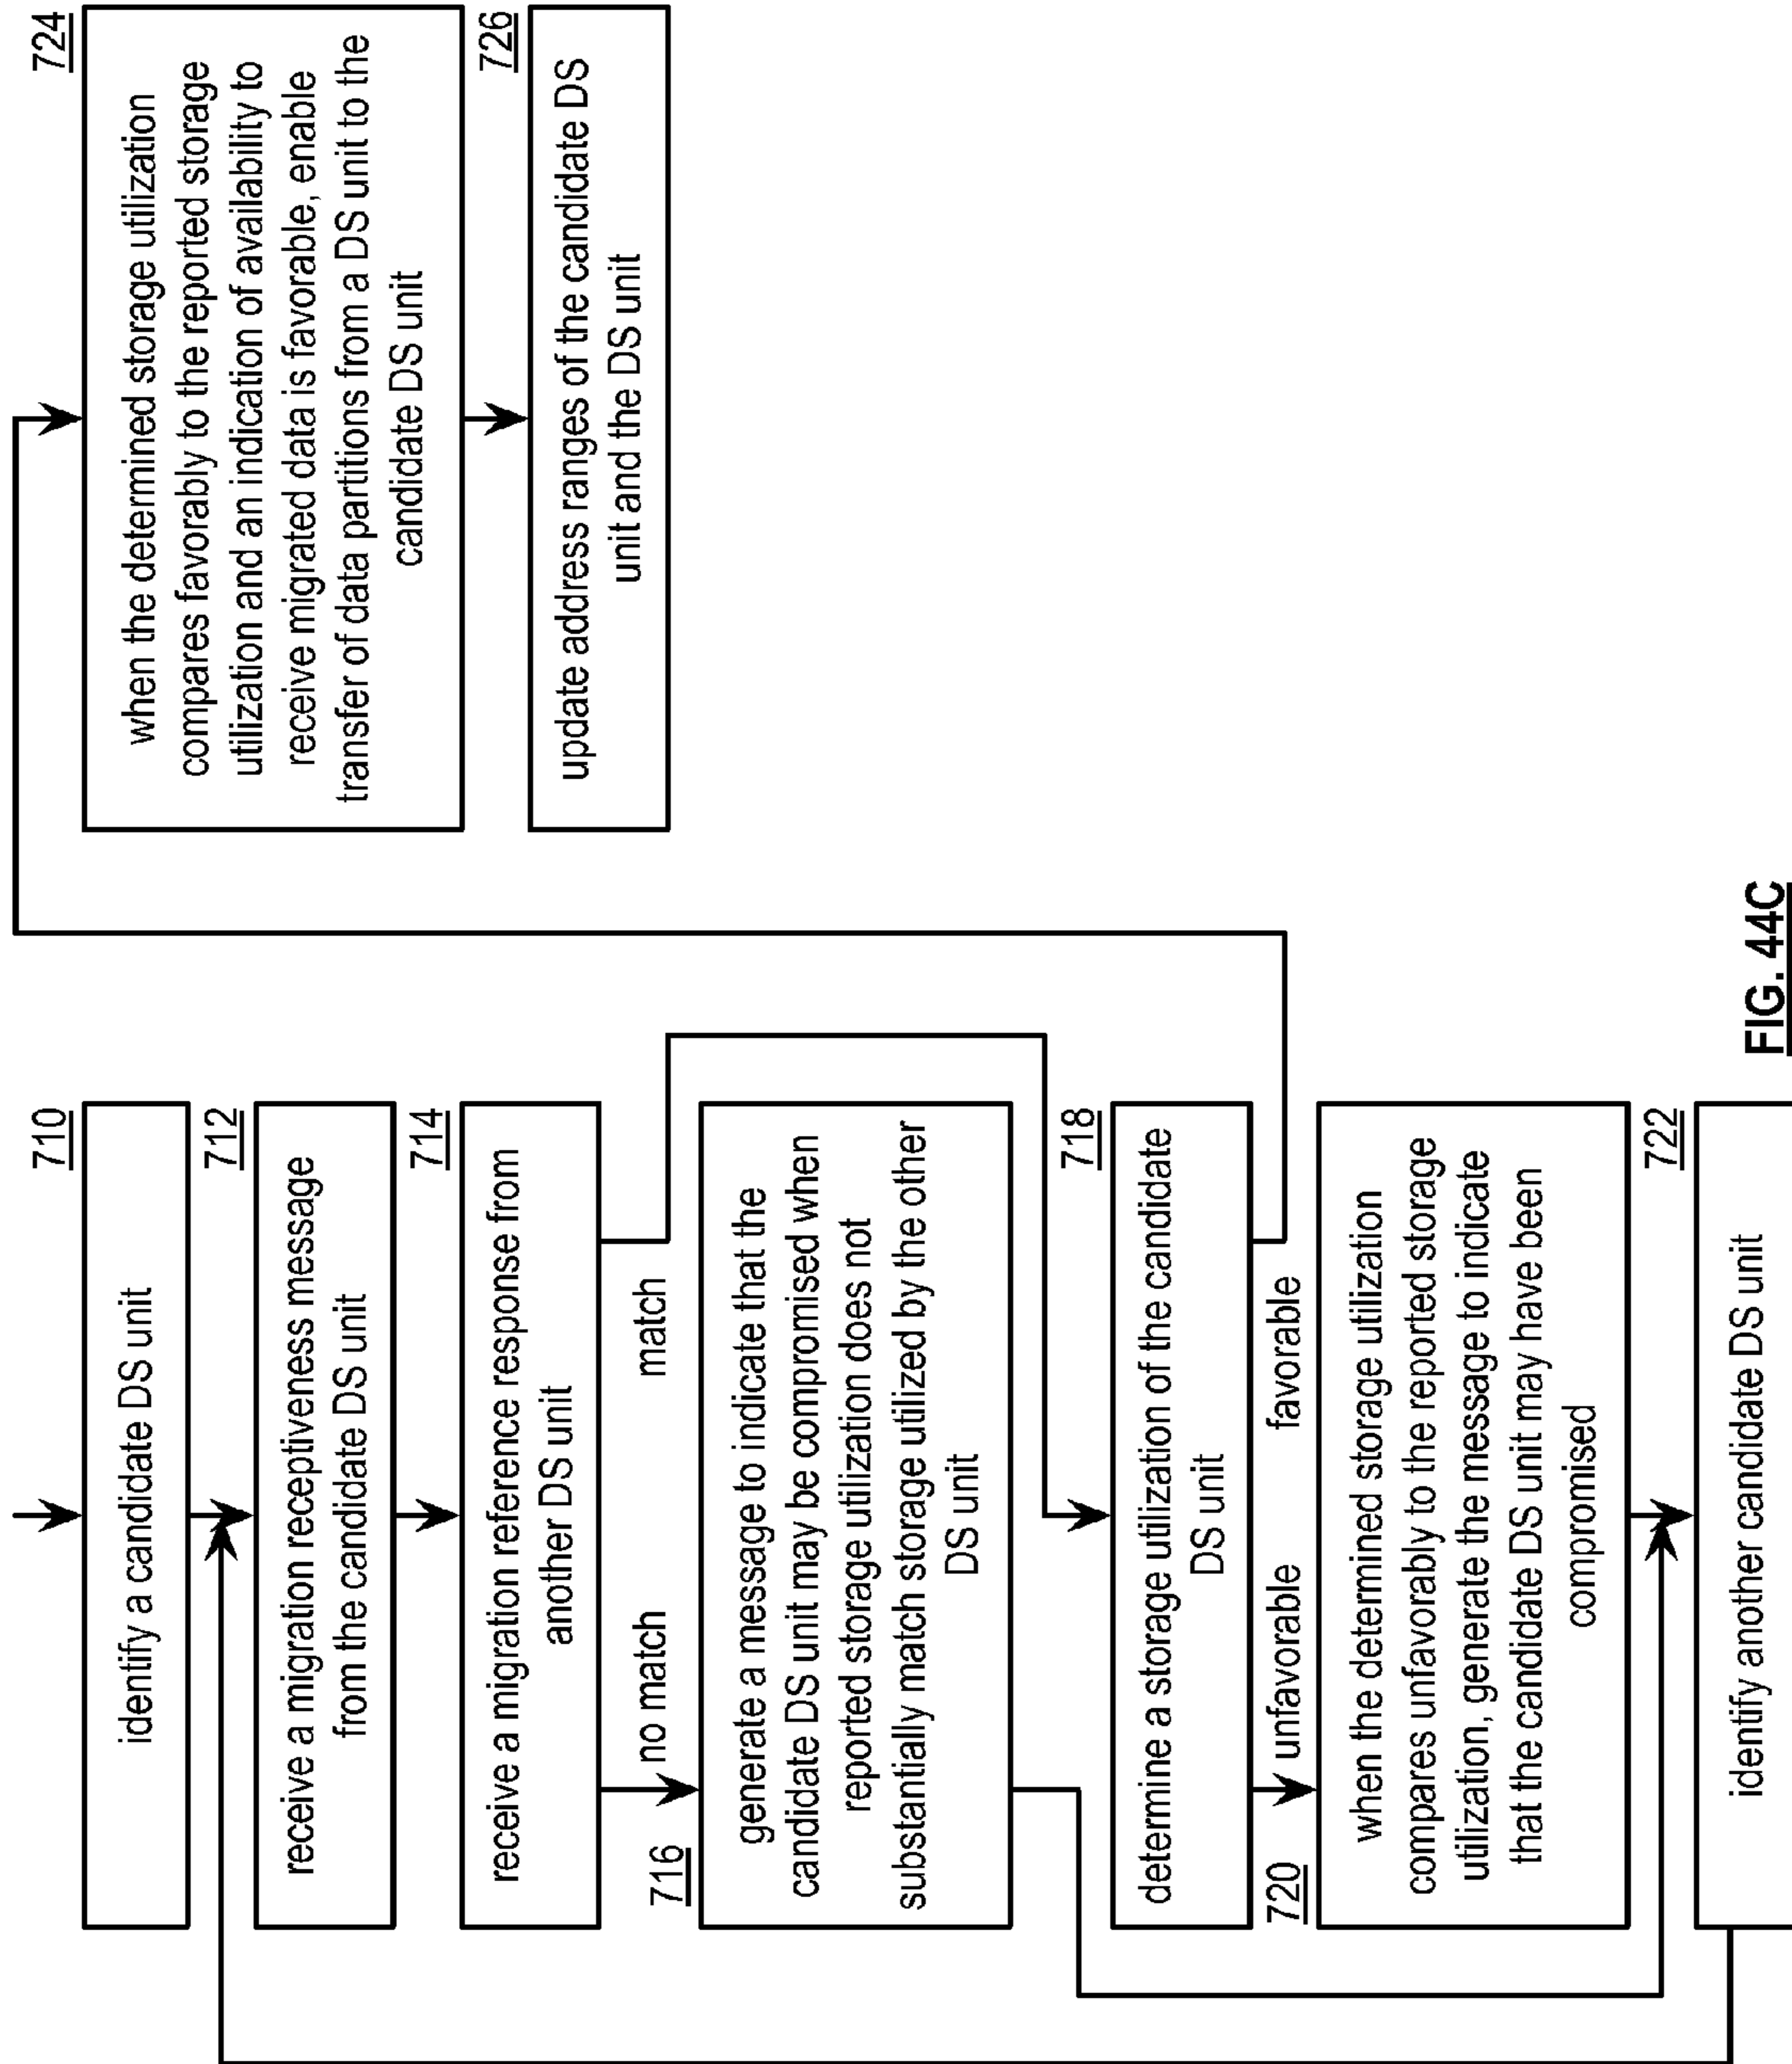 710
identify a candidate DS unit
712
receive a migration receptiveness message
from the candidate DS unit
714
receive a migration reference response from
another DS unit
no match
match
716
generate a message to indicate that the
candidate DS unit may be compromised when
reported storage utilization does not
substantially match storage utilized by the other
DS unit
718
determine a storage utilization of the candidate
DS unit
720
unfavorable
favorable
when the determined storage utilization
compares unfavorably to the reported storage
utilization, generate the message to indicate
that the candidate DS unit may have been
compromised
722
identify another candidate DS unit
724
when the determined storage utilization
compares favorably to the reported storage
utilization and an indication of availability to
receive migrated data is favorable, enable
transfer of data partitions from a DS unit to the
candidate DS unit
726
update address ranges of the candidate DS
unit and the DS unit
FIG. 44C